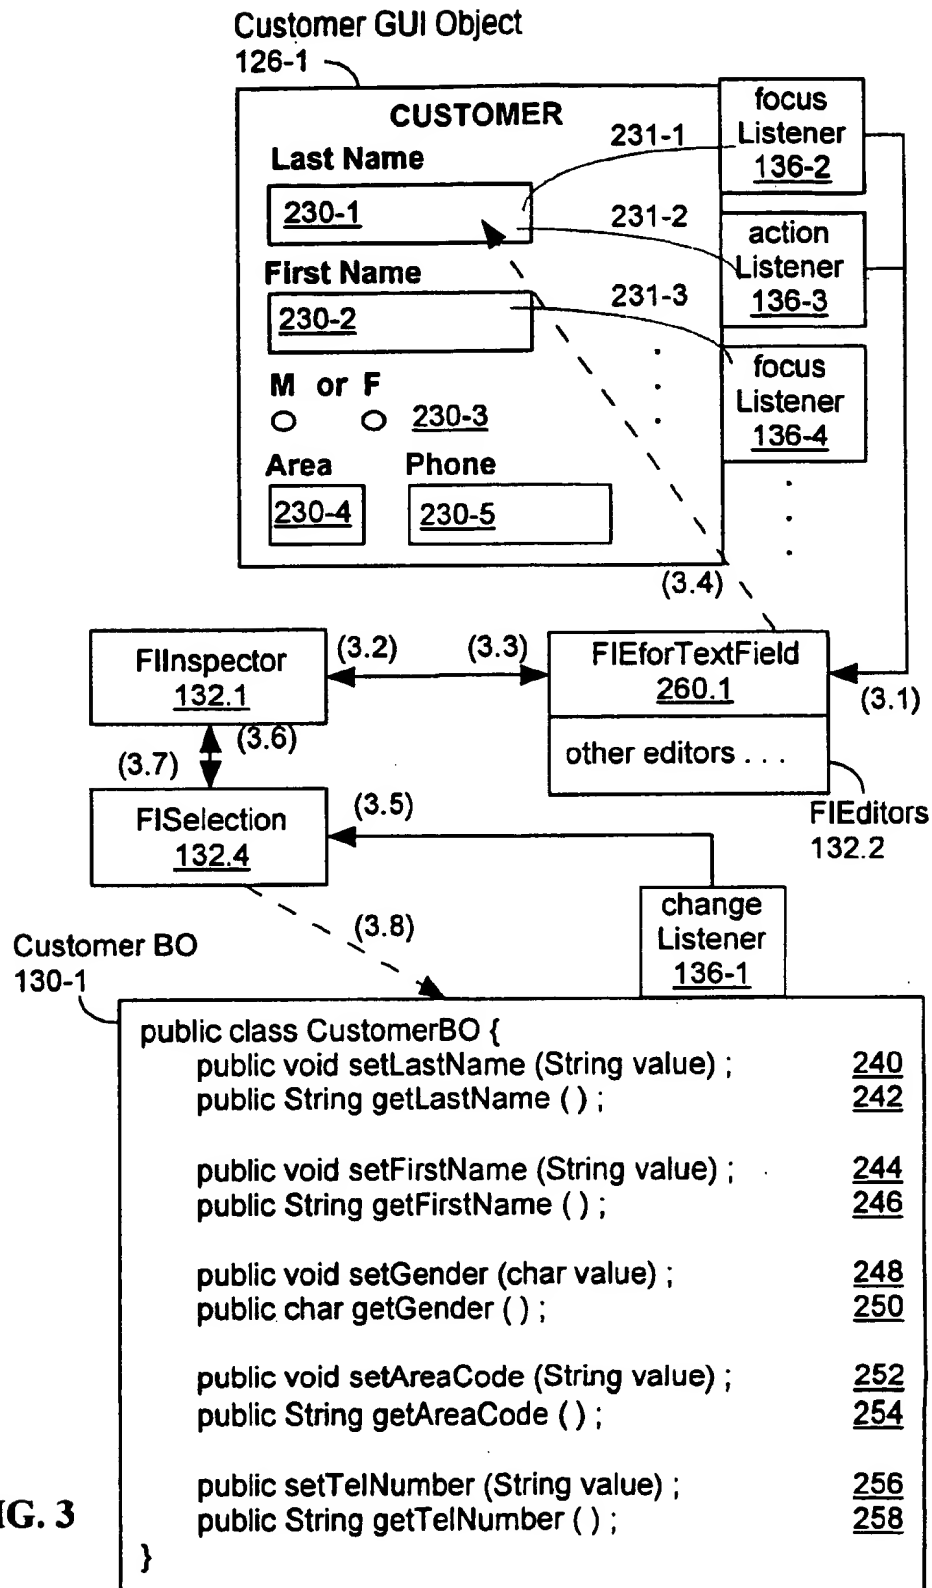 Customer GUI Object
126-1
CUSTOMER
Last Name
230-1
First Name
230-2
M or F
230-3
Area Phone
230-4 230-5
231-1
231-2
231-3
focus
Listener
136-2
action
Listener
136-3
focus
Listener
136-4
(3.4)
(3.1)
FIInspector
132.1
(3.2) (3.3)
FIEforTextField
260.1
other editors . . .
FIEditors
132.2
(3.6)
(3.7)
FISelection
132.4
(3.5)
(3.8)
change
Listener
136-1
Customer BO
130-1
public class CustomerBO {
public void setLastName (String value) ; 240
public String getLastName ( ) ; 242
public void setFirstName (String value) ; 244
public String getFirstName ( ) ; 246
public void setGender (char value) ; 248
public char getGender ( ) ; 250
public void setAreaCode (String value) ; 252
public String getAreaCode ( ) ; 254
public setTelNumber (String value) ; 256
public String getTelNumber ( ) ; 258
}
IG. 3